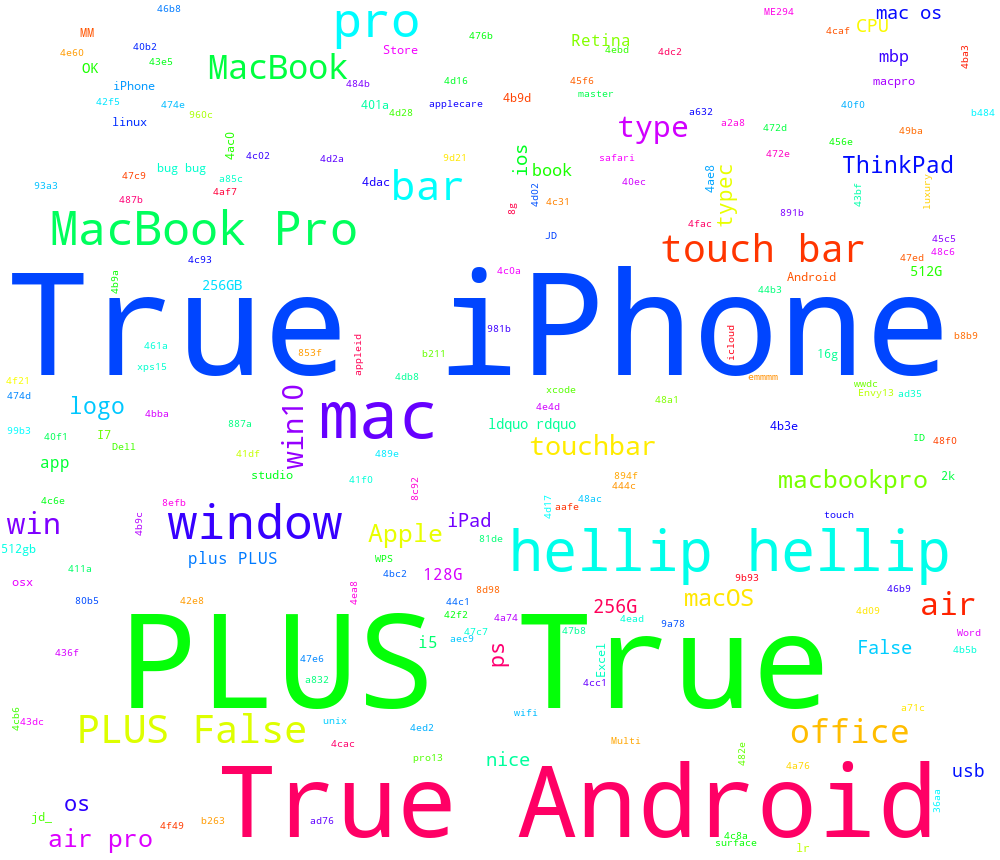 46b8
pro
ME294
mac os
MM
4caf
CPU
476b
Retina
4e60
40b2
Store
4ebd
4dc2
mbp
4ba3
OK
43e5
MacBook
iPhone
484b
4d16
45f6
macpro
42f5
474e
401a
applecare
4b9d
master
40f0
960c
4d28
a632
b484
linux
type
a2a8
472d
49ba
4ac0
456e
4c02
4d2a
9d21
ios
safari
472e
ThinkPad
bug bug
book
47c9
a85c
4dac
bar
40ec
4ae8
typec
93a3
4af7
4d02
43bf
luxury
487b
4c31
8g
891b
MacBook Pro
4fac
JD
touch bar
45c5
48c6
4c93
47ed
True iPhone
4c0a
512G
4b9a
256GB
Android
44b3
981b
b8b9
461a
853f
appleid
b211
icloud
16g
xps15
4f21
4db8
emmmm
wwdc
474d
xcode
Envy13
ad35
logo
win10
mac
48a1
4bba
4e4d
99b3
887a
ldquo rdquo
4b3e
40f1
I7
touchbar
ID
48f0
Dell
41df
489e
app
studio
41f0
894f
macbookpro
2k
8c92
444c
4c6e
8efb
48ac
4d17
aafe
win
4b9c
window
iPad
touch
Apple
81de
hellip hellip
512gb
plus PLUS
WPS
411a
4bc2
128G
osx
9b93
4ea8
8d98
46b9
80b5
42e8
44c1
256G
macOS
air
PLUS True
42f2
4a74
4ead
4d09
47c7
47b8
9a78
Word
i5
aec9
False
436f
47e6
ps
Excel
4b5b
a832
4cc1
4cb6
43dc
wifi
a71c
PLUS False
unix
4ed2
office
4cac
Multi
482e
pro13
nice
4a76
usb
True Android
os
36aa
jd_
4f49
b263
ad76
air pro
4c8a
surface
lr